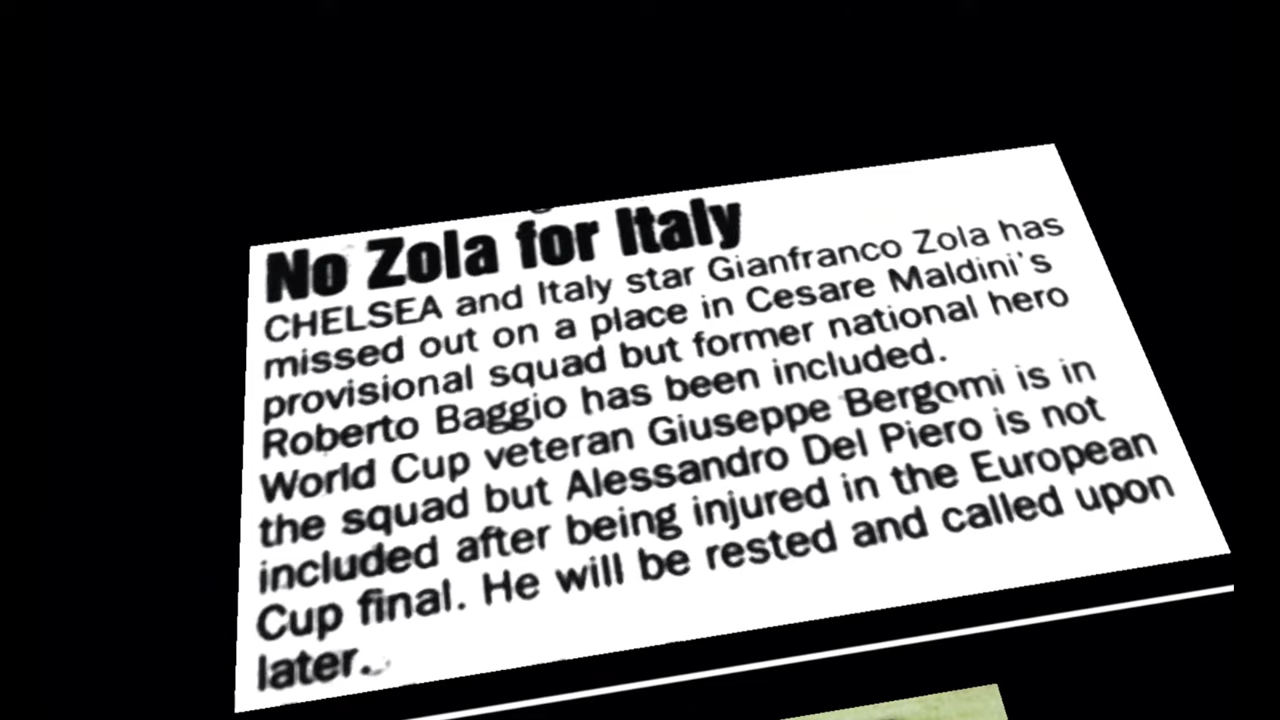 No Zola for Italy
CHELSEA and Italy star Gianfranco Zola has
missed out on a place in Cesare Maldini's
provisional squad but former national hero
Roberto Baggio has been included.
World Cup veteran Giuseppe Bergomi is in
the squad but Alessandro Del Piero is not
included after being injured in the European
Cup final. He will be rested and called upon
later.